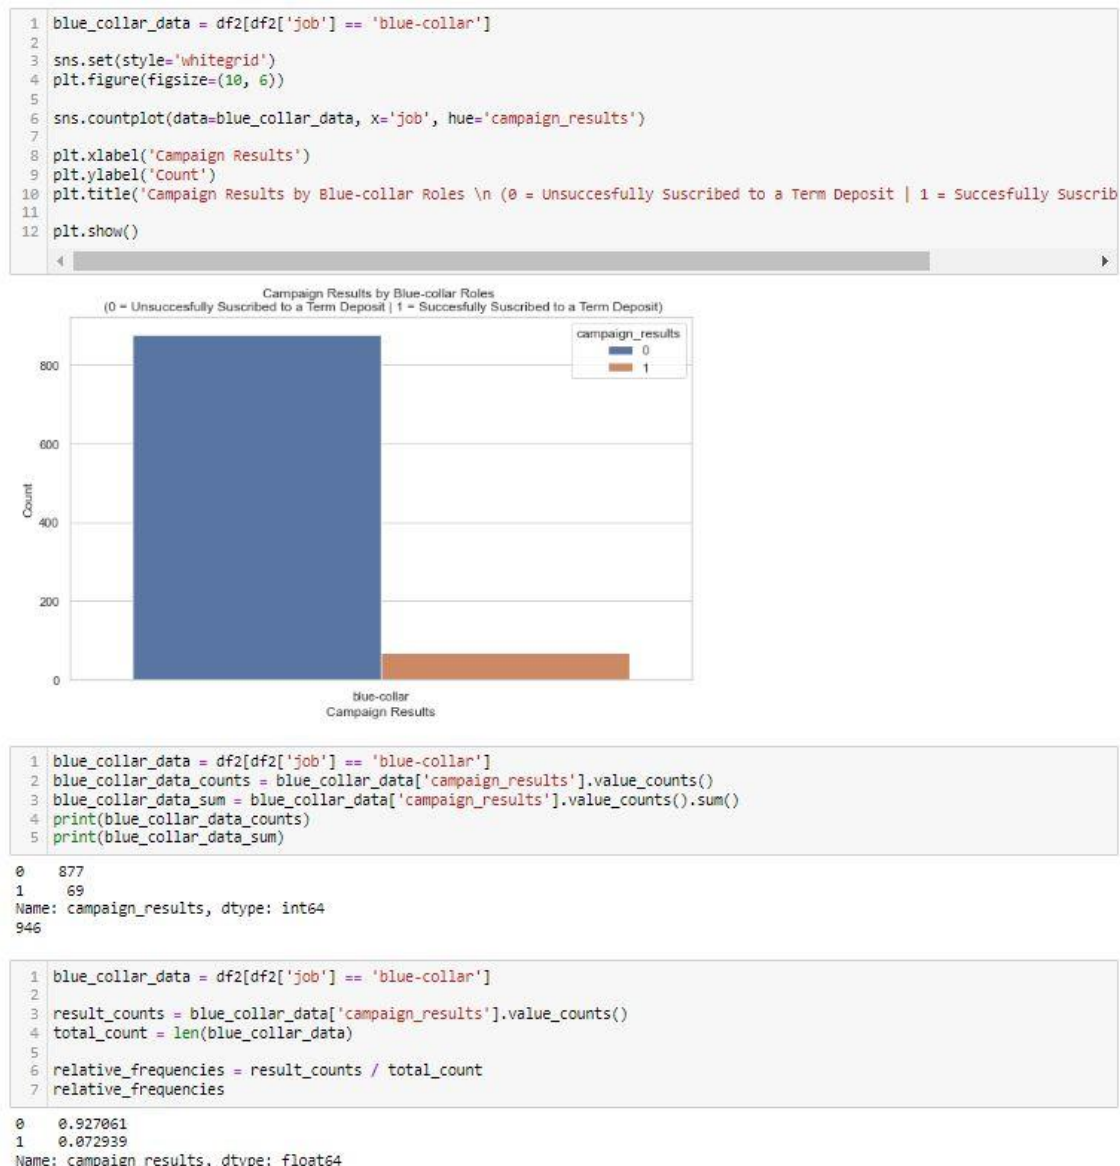 1 blue_collar_data = df2[df2['job'] == 'blue-collar']
2
3 sns.set(style='whitegrid')
4 plt.figure(figsize=(10, 6))
5
6 sns.countplot(data=blue_collar_data, x='job', hue='campaign_results')
7
8 plt.xlabel('Campaign Results')
9 plt.ylabel('Count')
10 plt.title('Campaign Results by Blue-collar Roles \n (0 = Unsuccesfully Suscribed to a Term Deposit | 1 = Succesfully Suscrib
11
12 plt.show()
Campaign Results by Blue-collar Roles
(0 = Unsuccesfully Suscribed to a Term Deposit | 1 = Succesfully Suscribed to a Term Deposit)
campaign_results
0
1
800
600
400
200
0
Count
blue-collar
Campaign Results
1 blue_collar_data = df2[df2['job'] == 'blue-collar']
2 blue_collar_data_counts = blue_collar_data['campaign_results'].value_counts()
3 blue_collar_data_sum = blue_collar_data['campaign_results'].value_counts().sum()
4 print(blue_collar_data_counts)
5 print(blue_collar_data_sum)
0 877
1 69
Name: campaign_results, dtype: int64
946
1 blue_collar_data = df2[df2['job'] == 'blue-collar']
2
3 result_counts = blue_collar_data['campaign_results'].value_counts()
4 total_count = len(blue_collar_data)
5
6 relative_frequencies = result_counts / total_count
7 relative_frequencies
0 0.927061
1 0.072939
Name: campaign_results, dtype: float64